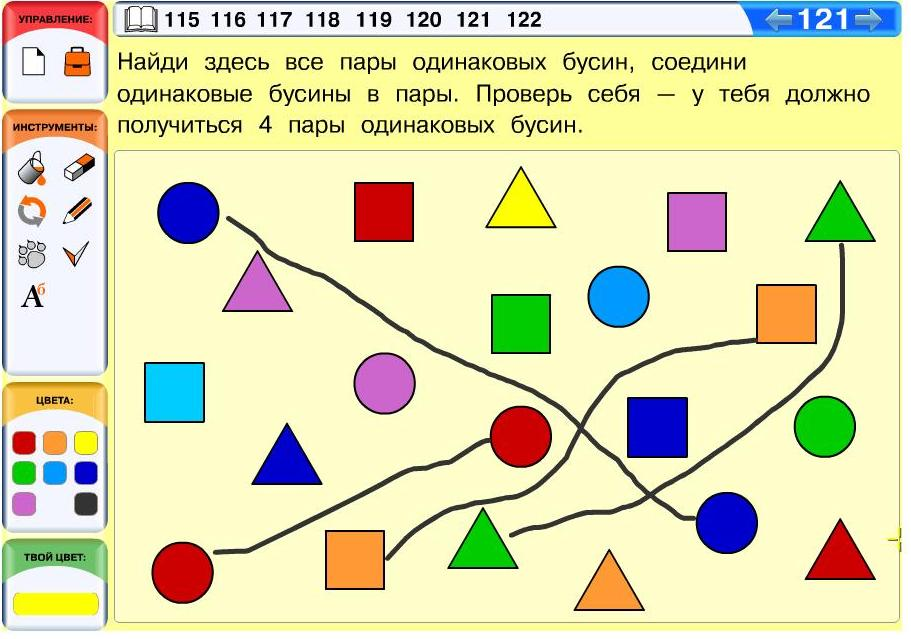 УПРАВЛЕНИЕ:
115 116 117 118 119 120 121 122
121
Найди здесь все пары одинаковых бусин, соедини
одинаковые бусины в пары. Проверь себя — у тебя должно
получиться 4 пары одинаковых бусин.
ИНСТРУМЕНТЫ:
Аб
ЦВЕТА:
ТВОЙ ЦВЕТ: